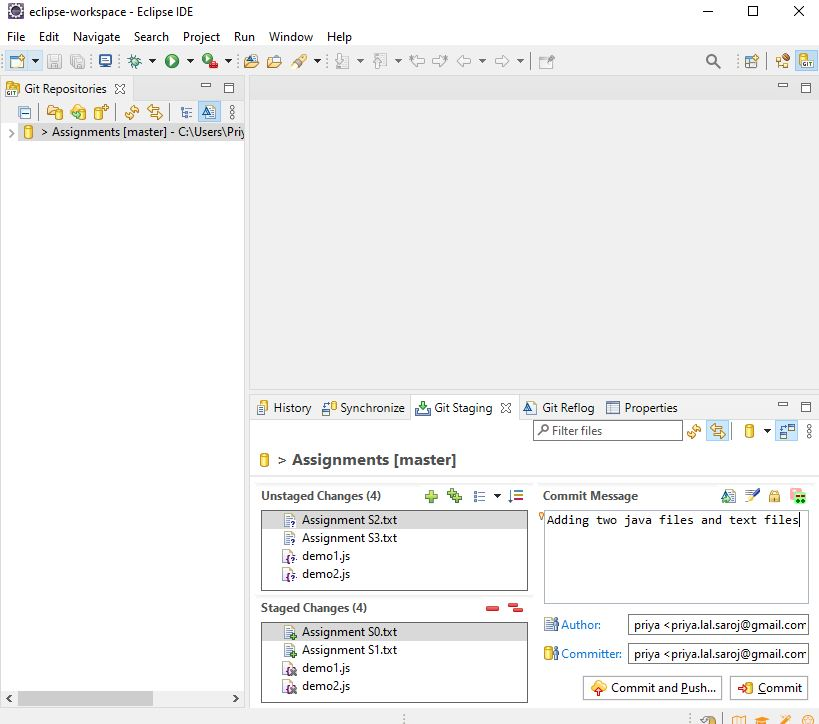 eclipse-workspace - Eclipse IDE
File Edit Navigate Search Project Run Window Help
GIT
GIT Git Repositories
> Assignments [master] - C:\Users\Priy
History Synchronize Git Staging Git Reflog Properties
Filter files
> Assignments [master]
Unstaged Changes (4)
Assignment S2.txt
Assignment S3.txt
demo1.js
demo2.js
Staged Changes (4)
Assignment S0.txt
Assignment S1.txt
demo1.js
demo2.js
Commit Message
Adding two java files and text files
Author: priya <priya.lal.saroj@gmail.com
Committer: priya <priya.lal.saroj@gmail.com
Commit and Push... Commit